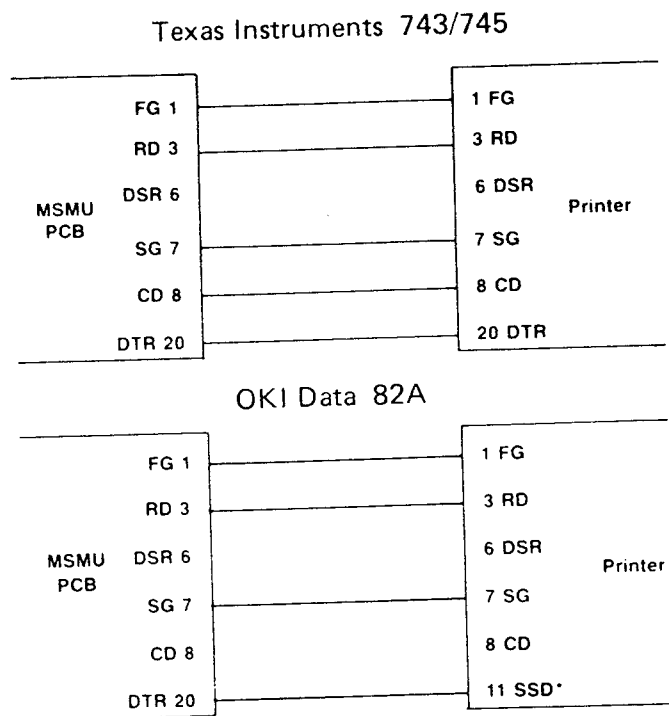 Texas Instruments 743/745
FG 1
1 FG
RD 3
3 RD
DSR 6
6 DSR
MSMU
PCB
Printer
SG 7
7 SG
CD 8
8 CD
DTR 20
20 DTR
OKI Data 82A
FG 1
1 FG
RD 3
3 RD
MSMU
PCB
DSR 6
6 DSR
Printer
SG 7
7 SG
CD 8
8 CD
DTR 20
11 SSD*